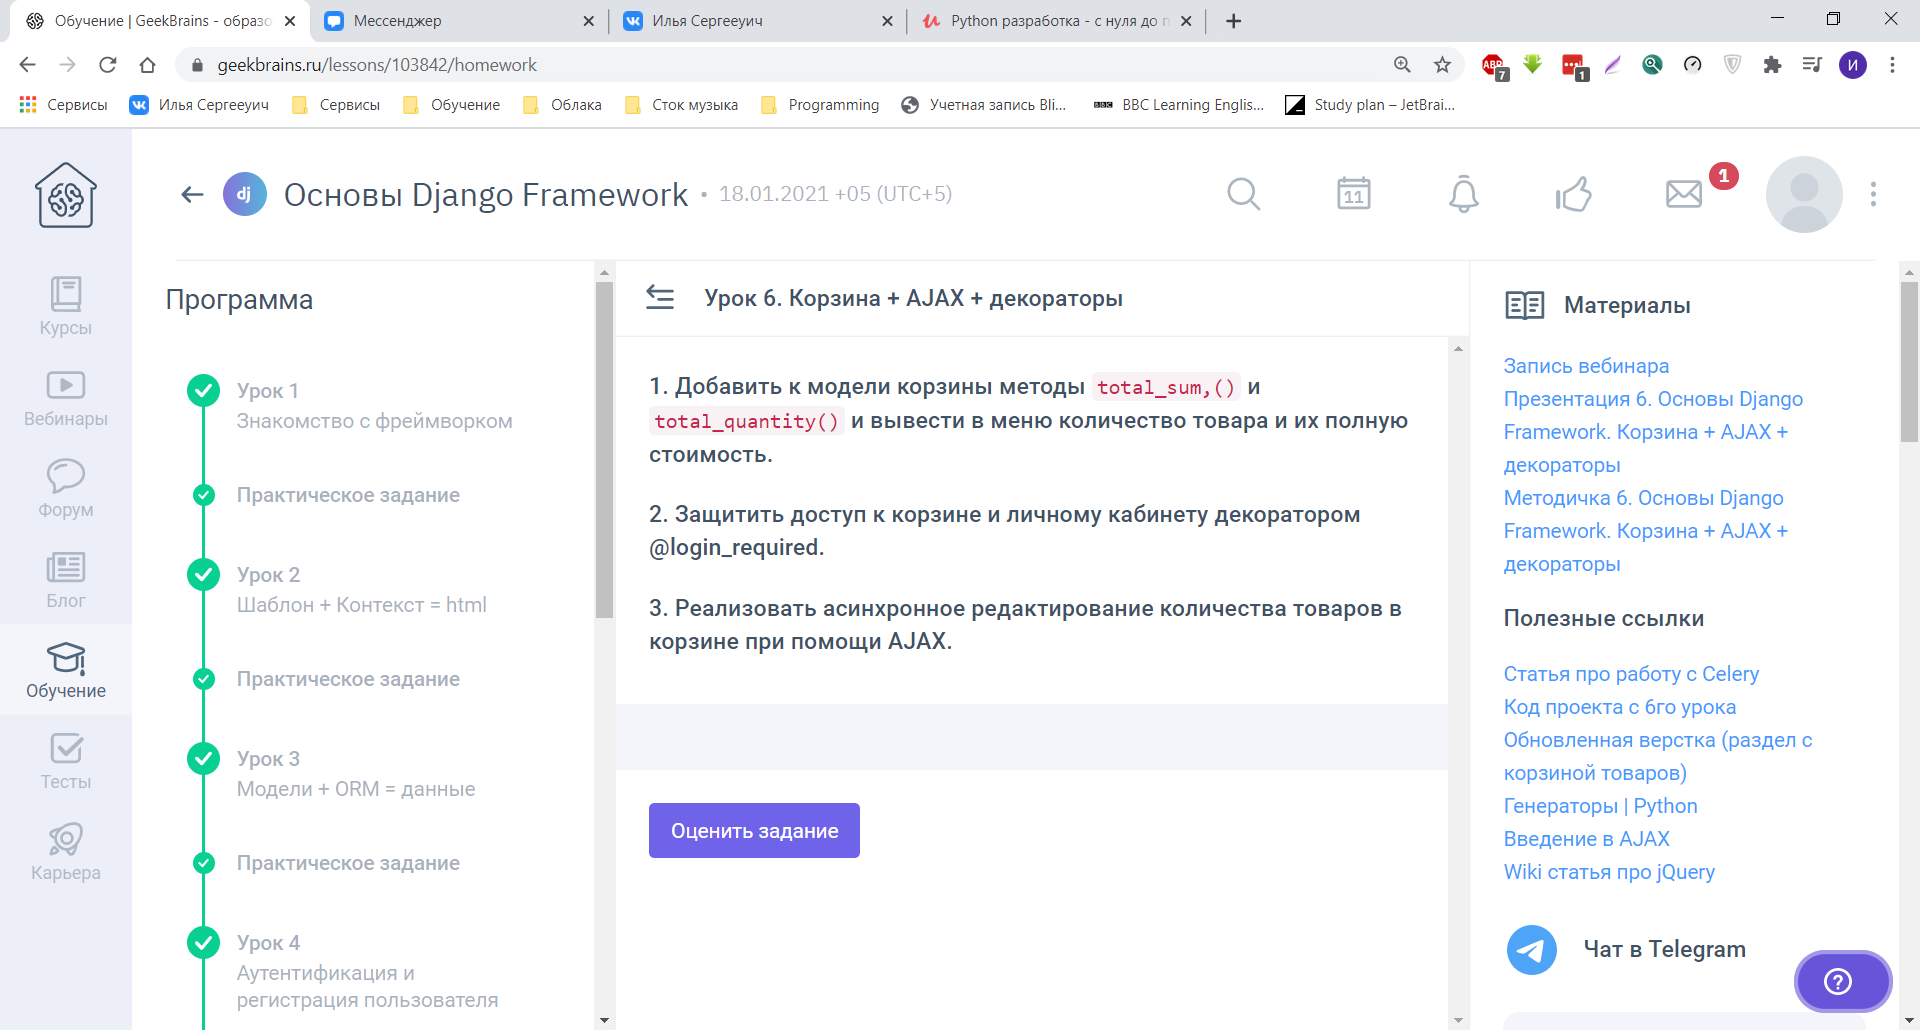 Обучение | GeekBrains - образо
Мессенджер
Илья Сергееуич
Python разработка - с нуля до п
geekbrains.ru/lessons/103842/homework
ABP
7
1
И
Сервисы
Илья Сергееуич
Сервисы
Обучение
Облака
Сток музыка
Programming
Учетная запись Bli...
BBC
BBC Learning Englis...
Study plan – JetBrai...
dj
Основы Django Framework • 18.01.2021 +05 (UTC+5)
11
1
Курсы
Вебинары
Форум
Блог
Обучение
Тесты
Карьера
Программа
Урок 1
Знакомство с фреймворком
Практическое задание
Урок 2
Шаблон + Контекст = html
Практическое задание
Урок 3
Модели + ORM = данные
Практическое задание
Урок 4
Аутентификация и
регистрация пользователя
Урок 6. Корзина + AJAX + декораторы
1. Добавить к модели корзины методы total_sum,() и
total_quantity() и вывести в меню количество товара и их полную
стоимость.
2. Защитить доступ к корзине и личному кабинету декоратором
@login_required.
3. Реализовать асинхронное редактирование количества товаров в
корзине при помощи AJAX.
Оценить задание
Материалы
Запись вебинара
Презентация 6. Основы Django
Framework. Корзина + AJAX +
декораторы
Методичка 6. Основы Django
Framework. Корзина + AJAX +
декораторы
Полезные ссылки
Статья про работу с Celery
Код проекта с 6го урока
Обновленная верстка (раздел с
корзиной товаров)
Генераторы | Python
Введение в AJAX
Wiki статья про jQuery
Чат в Telegram
?